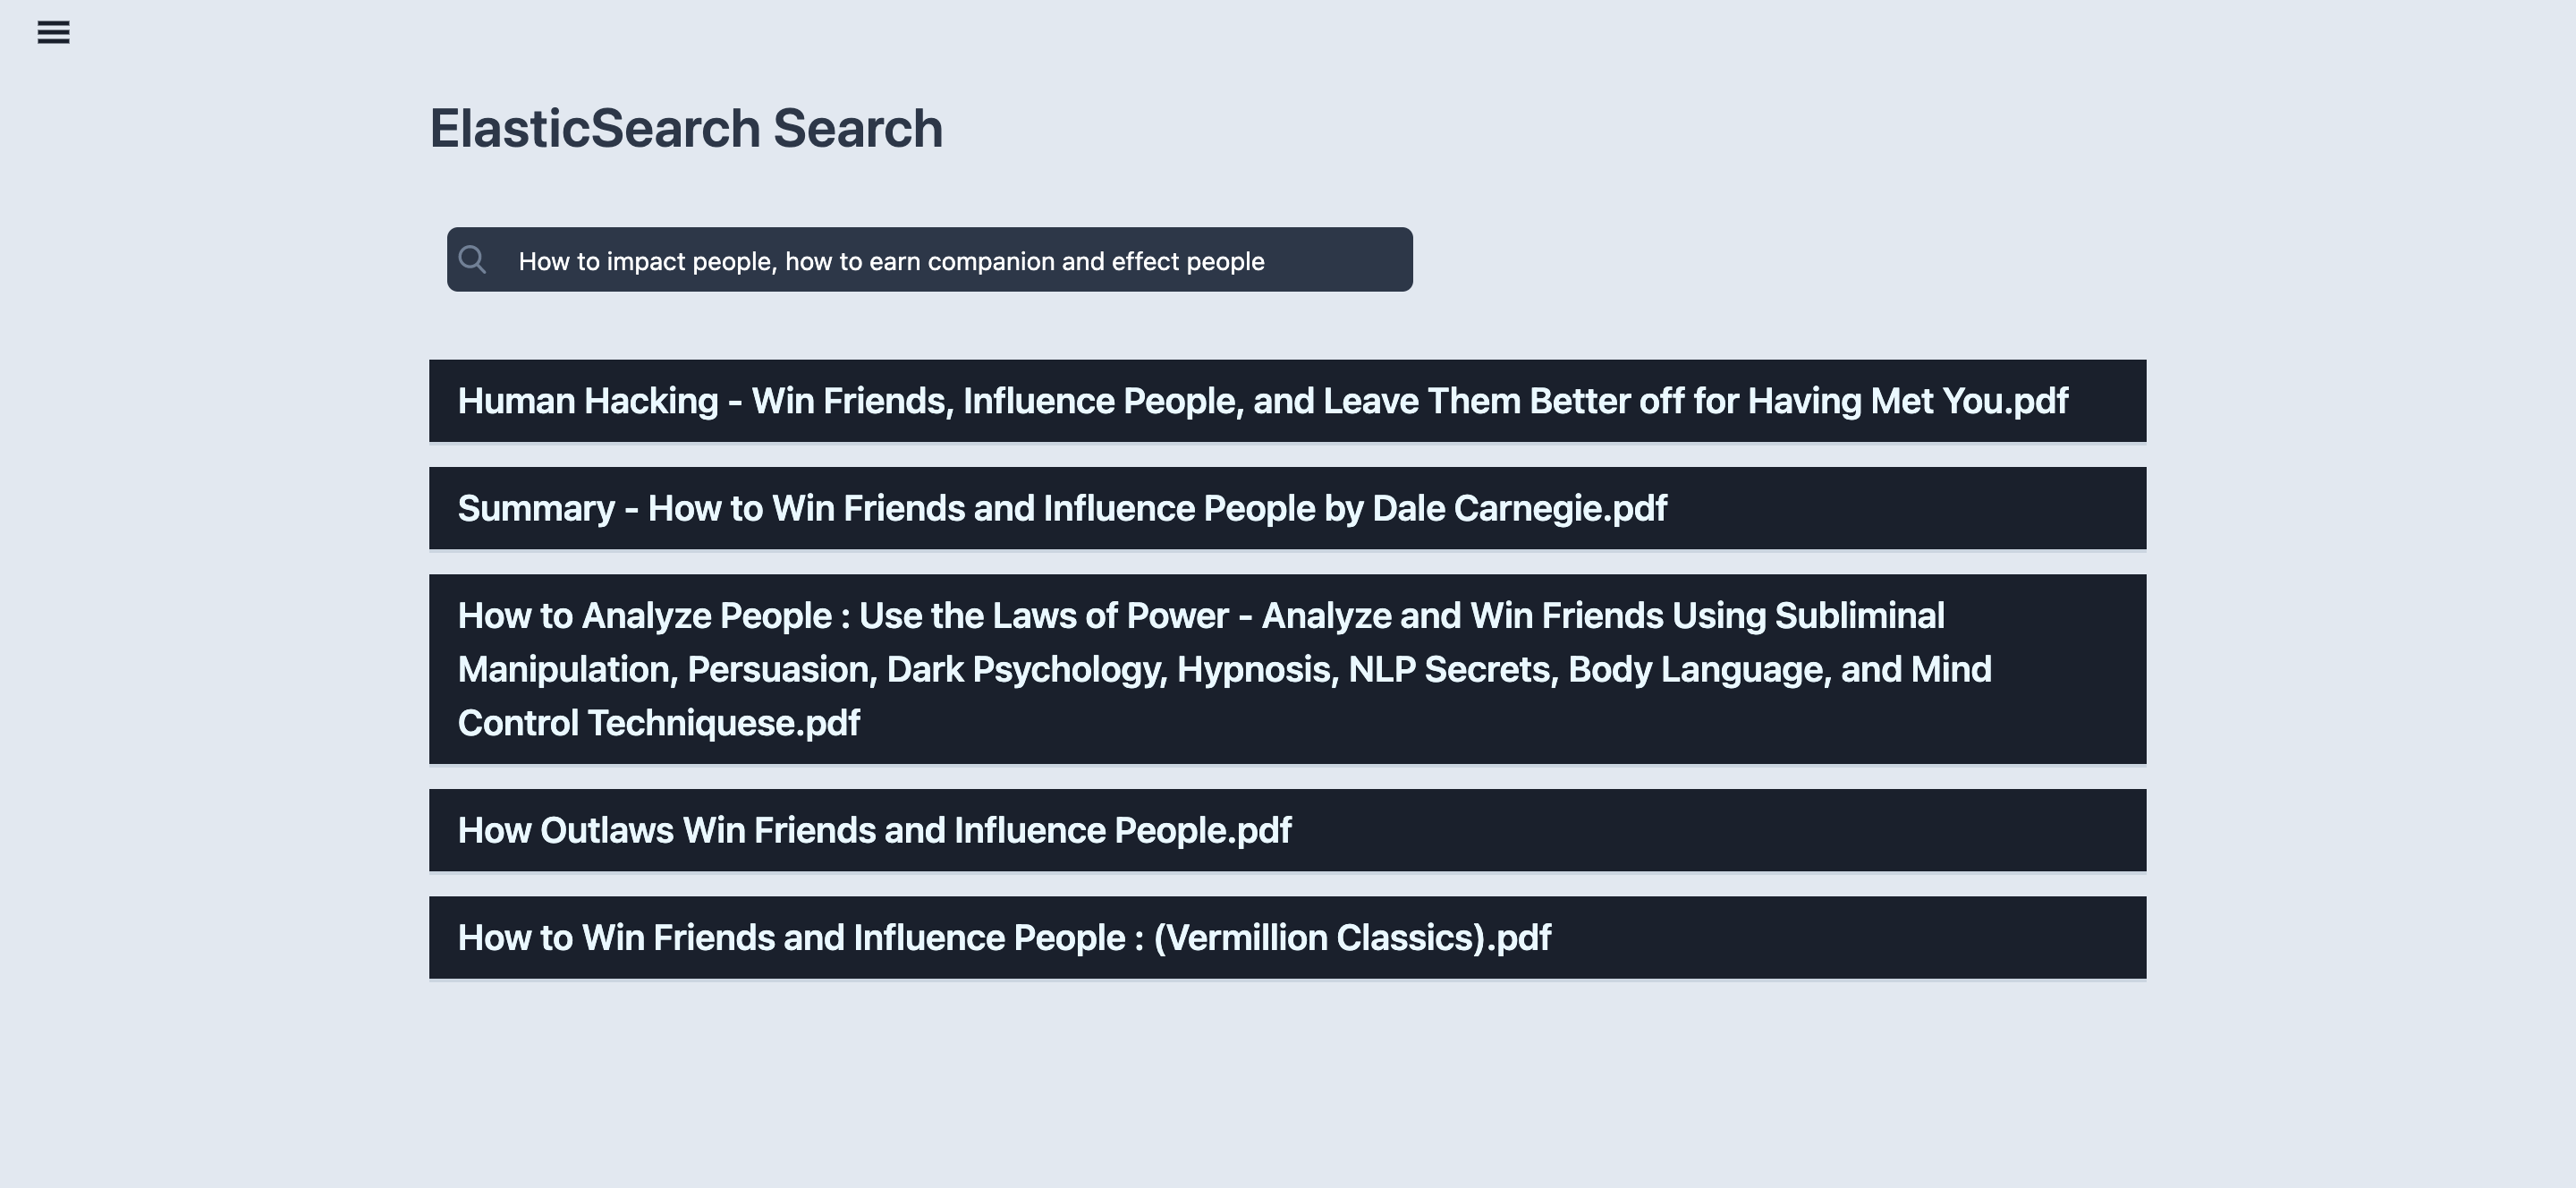 ElasticSearch Search
How to impact people, how to earn companion and effect people
Human Hacking - Win Friends, Influence People, and Leave Them Better off for Having Met You.pdf
Summary - How to Win Friends and Influence People by Dale Carnegie.pdf
How to Analyze People : Use the Laws of Power - Analyze and Win Friends Using Subliminal
Manipulation, Persuasion, Dark Psychology, Hypnosis, NLP Secrets, Body Language, and Mind
Control Techniquese.pdf
How Outlaws Win Friends and Influence People.pdf
How to Win Friends and Influence People : (Vermillion Classics).pdf